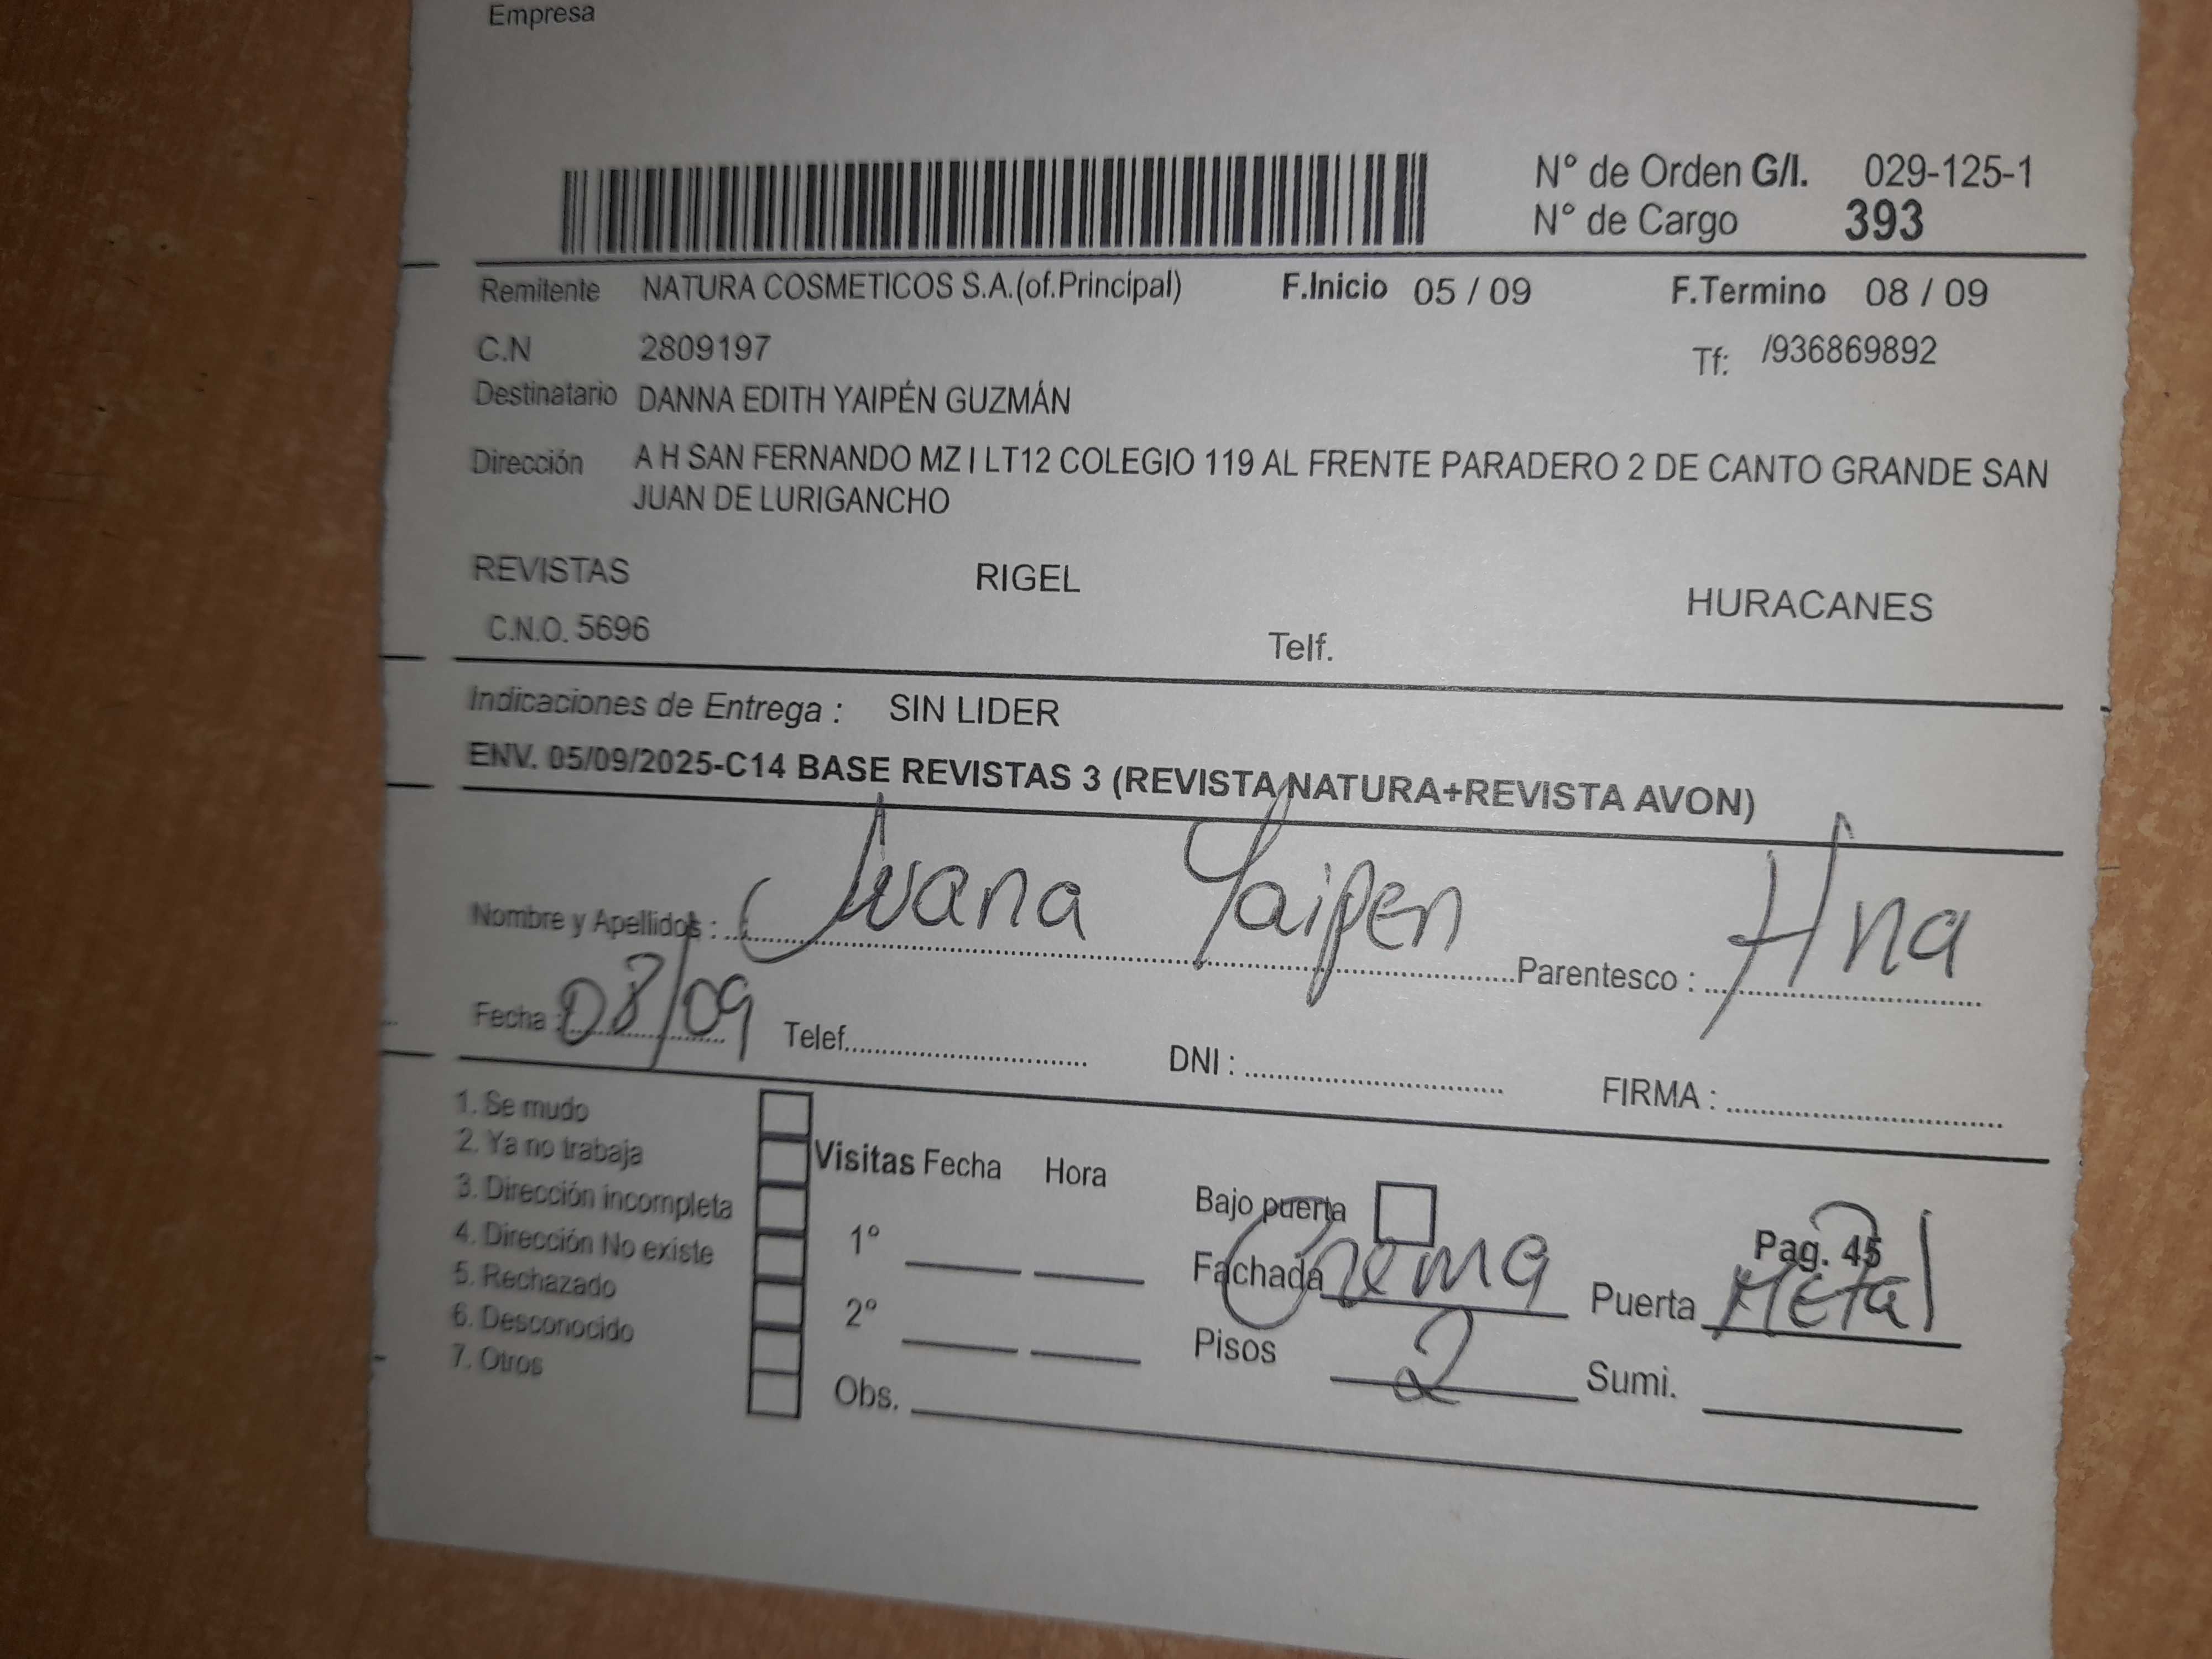 Empresa
N° de Orden G/I. 029-125-1
N° de Cargo 393
Remitente NATURA COSMETICOS S.A.(of.Principal) F.Inicio 05 / 09 F.Termino 08 / 09
C.N 2809197 Tf: /936869892
Destinatario DANNA EDITH YAIPÉN GUZMÁN
Dirección A H SAN FERNANDO MZ I LT12 COLEGIO 119 AL FRENTE PARADERO 2 DE CANTO GRANDE SAN
JUAN DE LURIGANCHO
REVISTAS RIGEL HURACANES
C.N.O. 5696 Telf.
Indicaciones de Entrega : SIN LIDER
ENV. 05/09/2025-C14 BASE REVISTAS 3 (REVISTA NATURA+REVISTA AVON)
Nombre y Apellidos : Juana Yaipen Parentesco : Hna
Fecha : 08/09 Telef. DNI : FIRMA :
1. Se mudo
2. Ya no trabaja
3. Dirección incompleta
4. Dirección No existe
5. Rechazado
6. Desconocido
7. Otros
Visitas Fecha Hora
1°
2°
Obs.
Bajo puerta Pag. 45
Fachada Crema Puerta Metal
Pisos 2 Sumi.